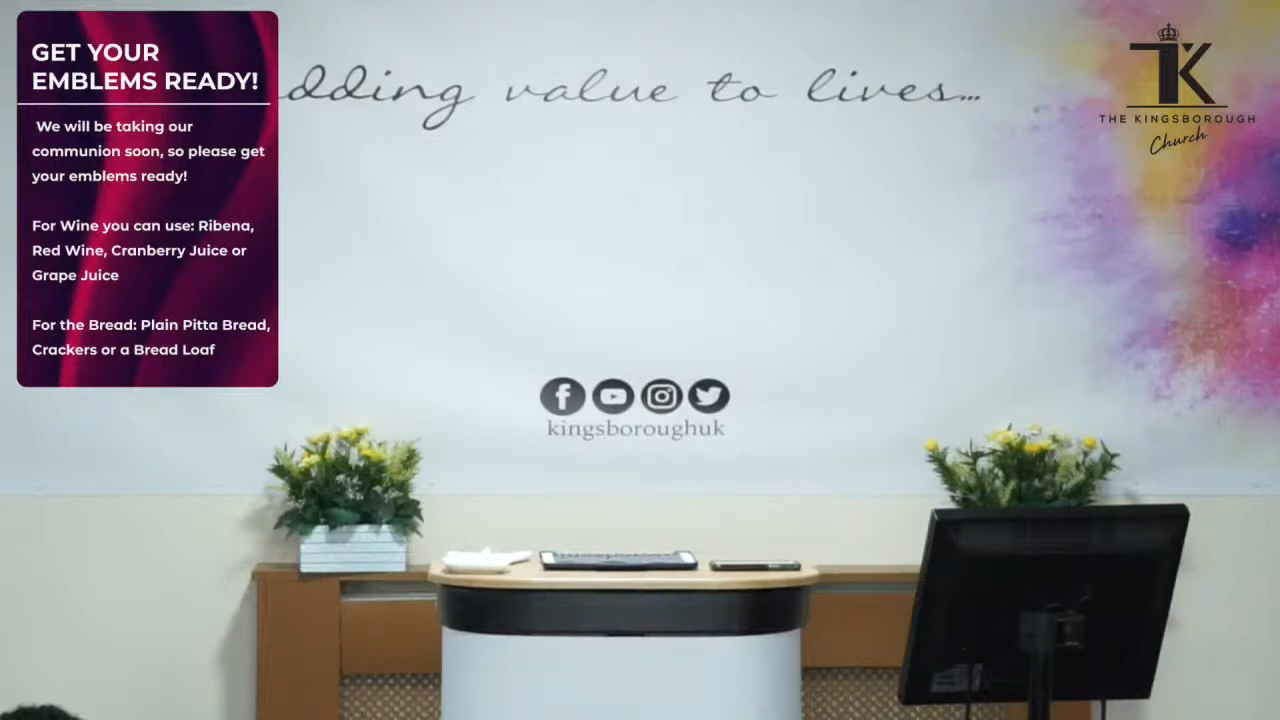 GET YOUR
EMBLEMS READY!
We will be taking our
communion soon, so please get
your emblems ready!
For Wine you can use: Ribena,
Red Wine, Cranberry Juice or
Grape Juice
For the Bread: Plain Pitta Bread,
Crackers or a Bread Loaf
dding value to lives...
TK
THE KINGSBOROUGH
Church
kingsboroughuk